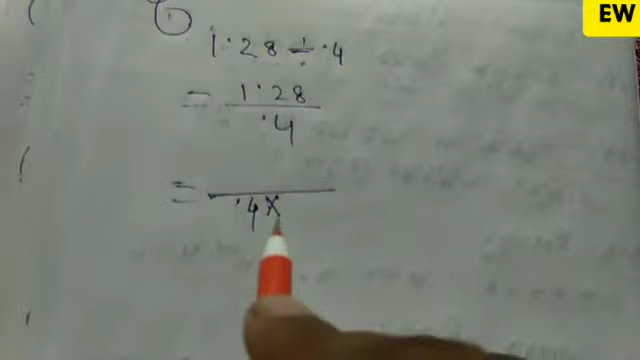 EW
1.28 ÷ .4
= 1.28 / .4
= / .4 ×